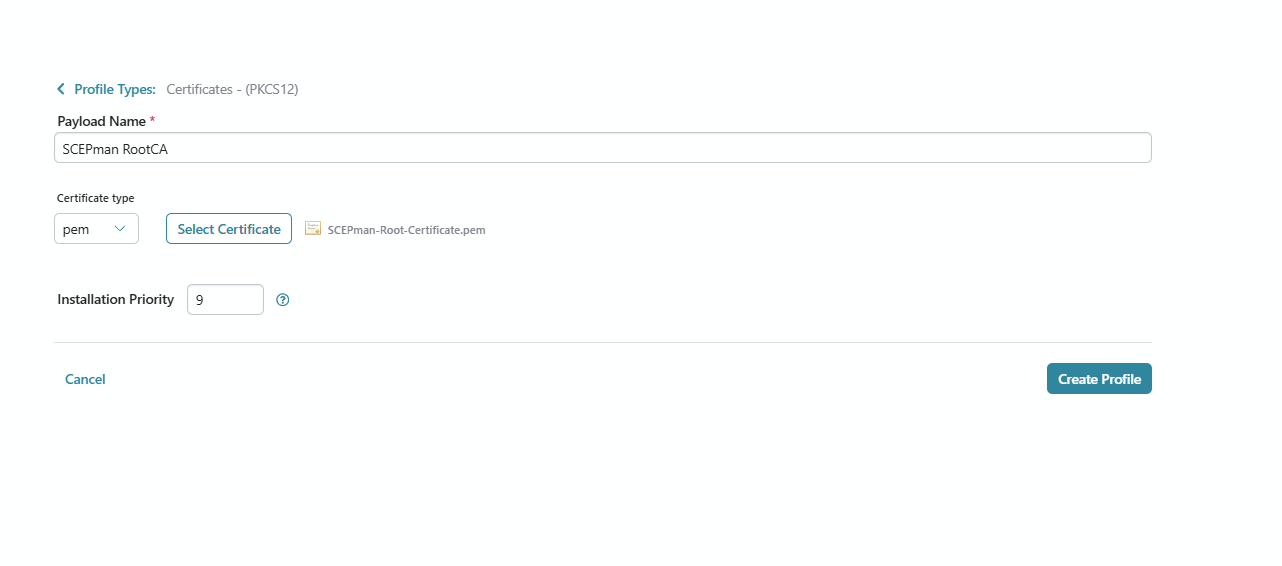 Profile Types: Certificates - (PKCS12)
Payload Name *
SCEPman RootCA
Certificate type
pem Select Certificate SCEPman-Root-Certificate.pem
Installation Priority 9 ?
Cancel Create Profile